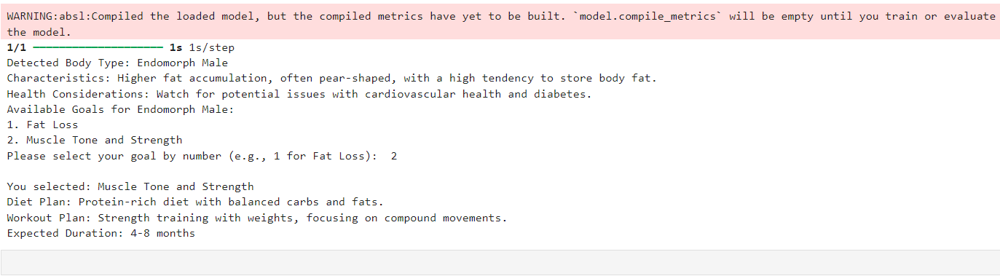 WARNING:absl:Compiled the loaded model, but the compiled metrics have yet to be built. `model.compile_metrics` will be empty until you train or evaluate
the model.
1/1 ━━━━━━━━━━━━━━━━━━━━ 1s 1s/step
Detected Body Type: Endomorph Male
Characteristics: Higher fat accumulation, often pear-shaped, with a high tendency to store body fat.
Health Considerations: Watch for potential issues with cardiovascular health and diabetes.
Available Goals for Endomorph Male:
1. Fat Loss
2. Muscle Tone and Strength
Please select your goal by number (e.g., 1 for Fat Loss):  2
You selected: Muscle Tone and Strength
Diet Plan: Protein-rich diet with balanced carbs and fats.
Workout Plan: Strength training with weights, focusing on compound movements.
Expected Duration: 4-8 months